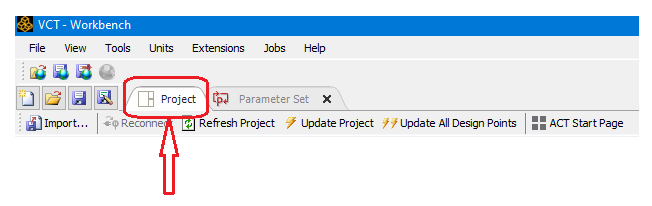 VCT - Workbench
File View Tools Units Extensions Jobs Help
Project Parameter Set
Import... Reconnect Refresh Project Update Project Update All Design Points ACT Start Page